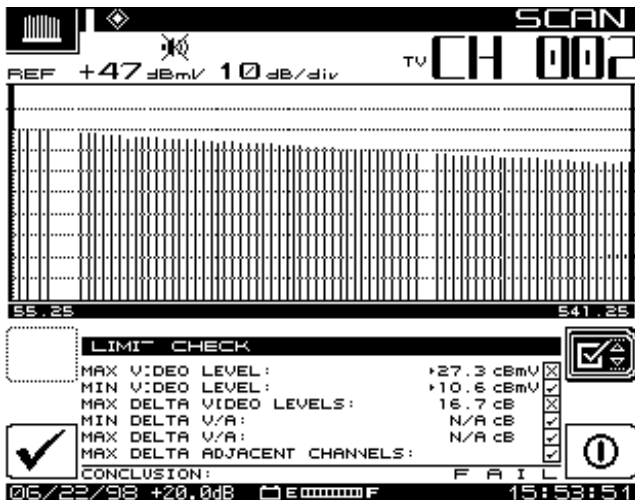 SCAN
REF +47 dBmV 10 dB/div TV CH 002
55.25 541.25
LIMIT CHECK
MAX VIDEO LEVEL: +27.3 dBmV
MIN VIDEO LEVEL: +10.6 dBmV
MAX DELTA VIDEO LEVELS: 16.7 dB
MIN DELTA V/A: N/A dB
MAX DELTA V/A: N/A dB
MAX DELTA ADJACENT CHANNELS:
CONCLUSION: FAIL
06/22/98 +20.0dB E F 15:53:51